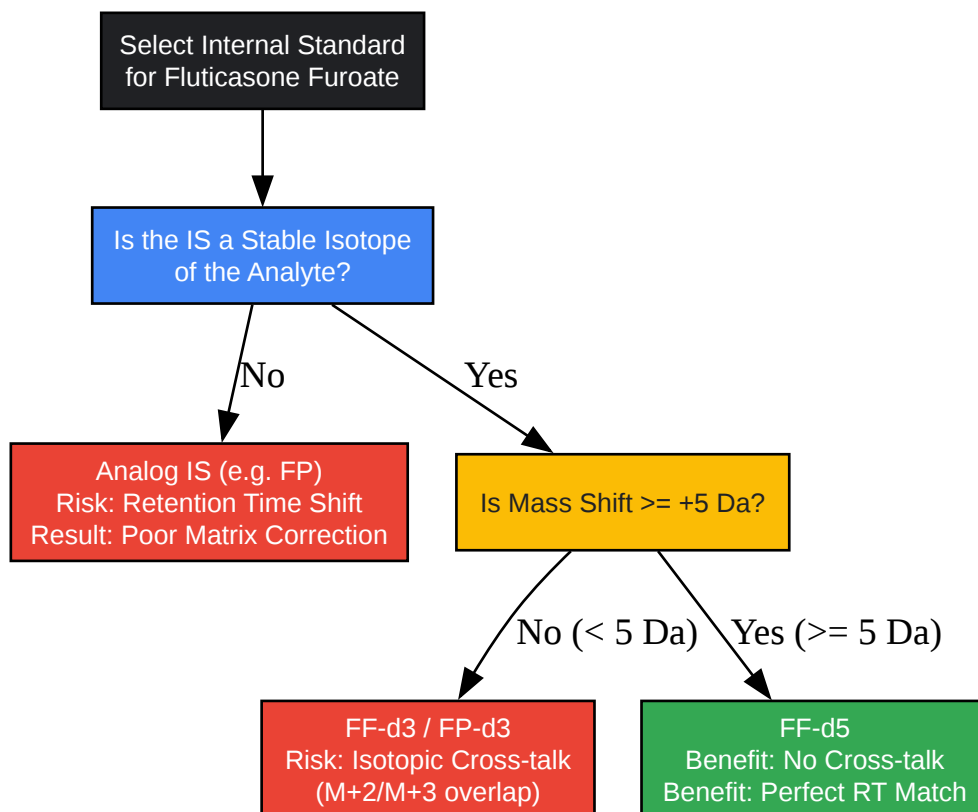 Select Internal Standard
for Fluticasone Furoate
Is the IS a Stable Isotope
of the Analyte?
No
Yes
Analog IS (e.g. FP)
Risk: Retention Time Shift
Result: Poor Matrix Correction
Is Mass Shift >= +5 Da?
No (< 5 Da)
Yes (>= 5 Da)
FF-d3 / FP-d3
Risk: Isotopic Cross-talk
(M+2/M+3 overlap)
FF-d5
Benefit: No Cross-talk
Benefit: Perfect RT Match